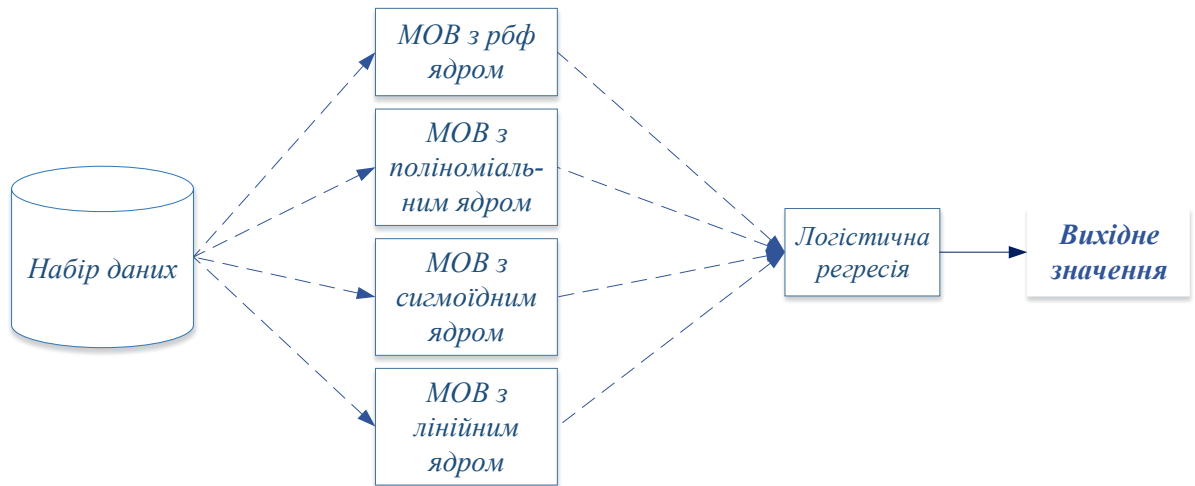 МОВ з рбф
ядром
МОВ з
поліноміаль-
ним ядром
Набір даних
МОВ з
сигмоїдним
ядром
МОВ з
лінійним
ядром
Логістична
регресія
Вихідне
значення